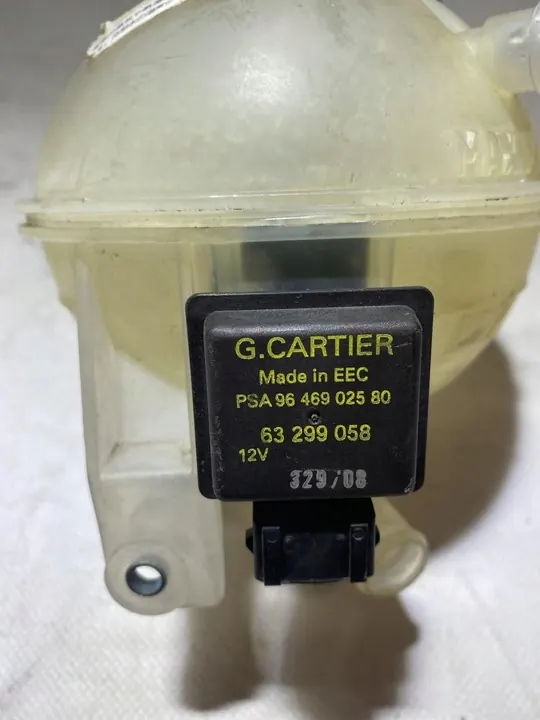 G.CARTIER
Made in EEC
PSA 96 469 025 80
63 299 058
12V
329/08